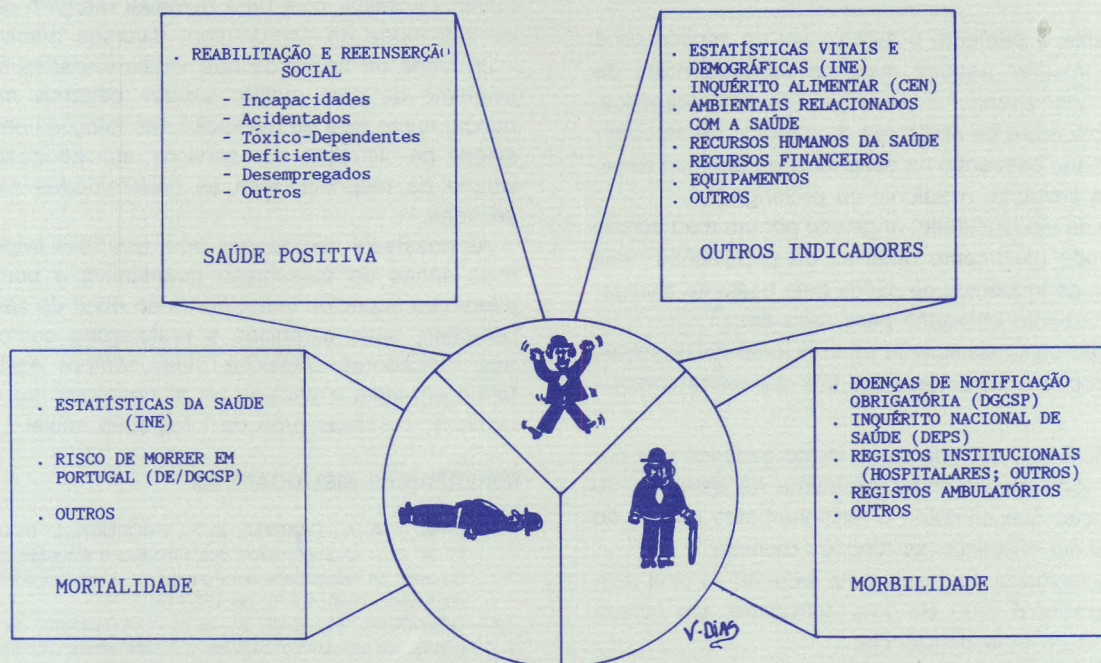 . REABILITAÇÃO E REEINSERÇÃO
SOCIAL
- Incapacidades
- Acidentados
- Tóxico-Dependentes
- Deficientes
- Desempregados
- Outros
SAÚDE POSITIVA
. ESTATÍSTICAS VITAIS E
DEMOGRÁFICAS (INE)
. INQUÉRITO ALIMENTAR (CEN)
. AMBIENTAIS RELACIONADOS
COM A SAÚDE
. RECURSOS HUMANOS DA SAÚDE
. RECURSOS FINANCEIROS
. EQUIPAMENTOS
. OUTROS
OUTROS INDICADORES
. ESTATÍSTICAS DA SAÚDE
(INE)
. RISCO DE MORRER EM
PORTUGAL (DE/DGCSP)
. OUTROS
MORTALIDADE
. DOENÇAS DE NOTIFICAÇÃO
OBRIGATÓRIA (DGCSP)
. INQUÉRITO NACIONAL DE
SAÚDE (DEPS)
. REGISTOS INSTITUCIONAIS
(HOSPITALARES; OUTROS)
. REGISTOS AMBULATÓRIOS
. OUTROS
MORBILIDADE
V-DIAS